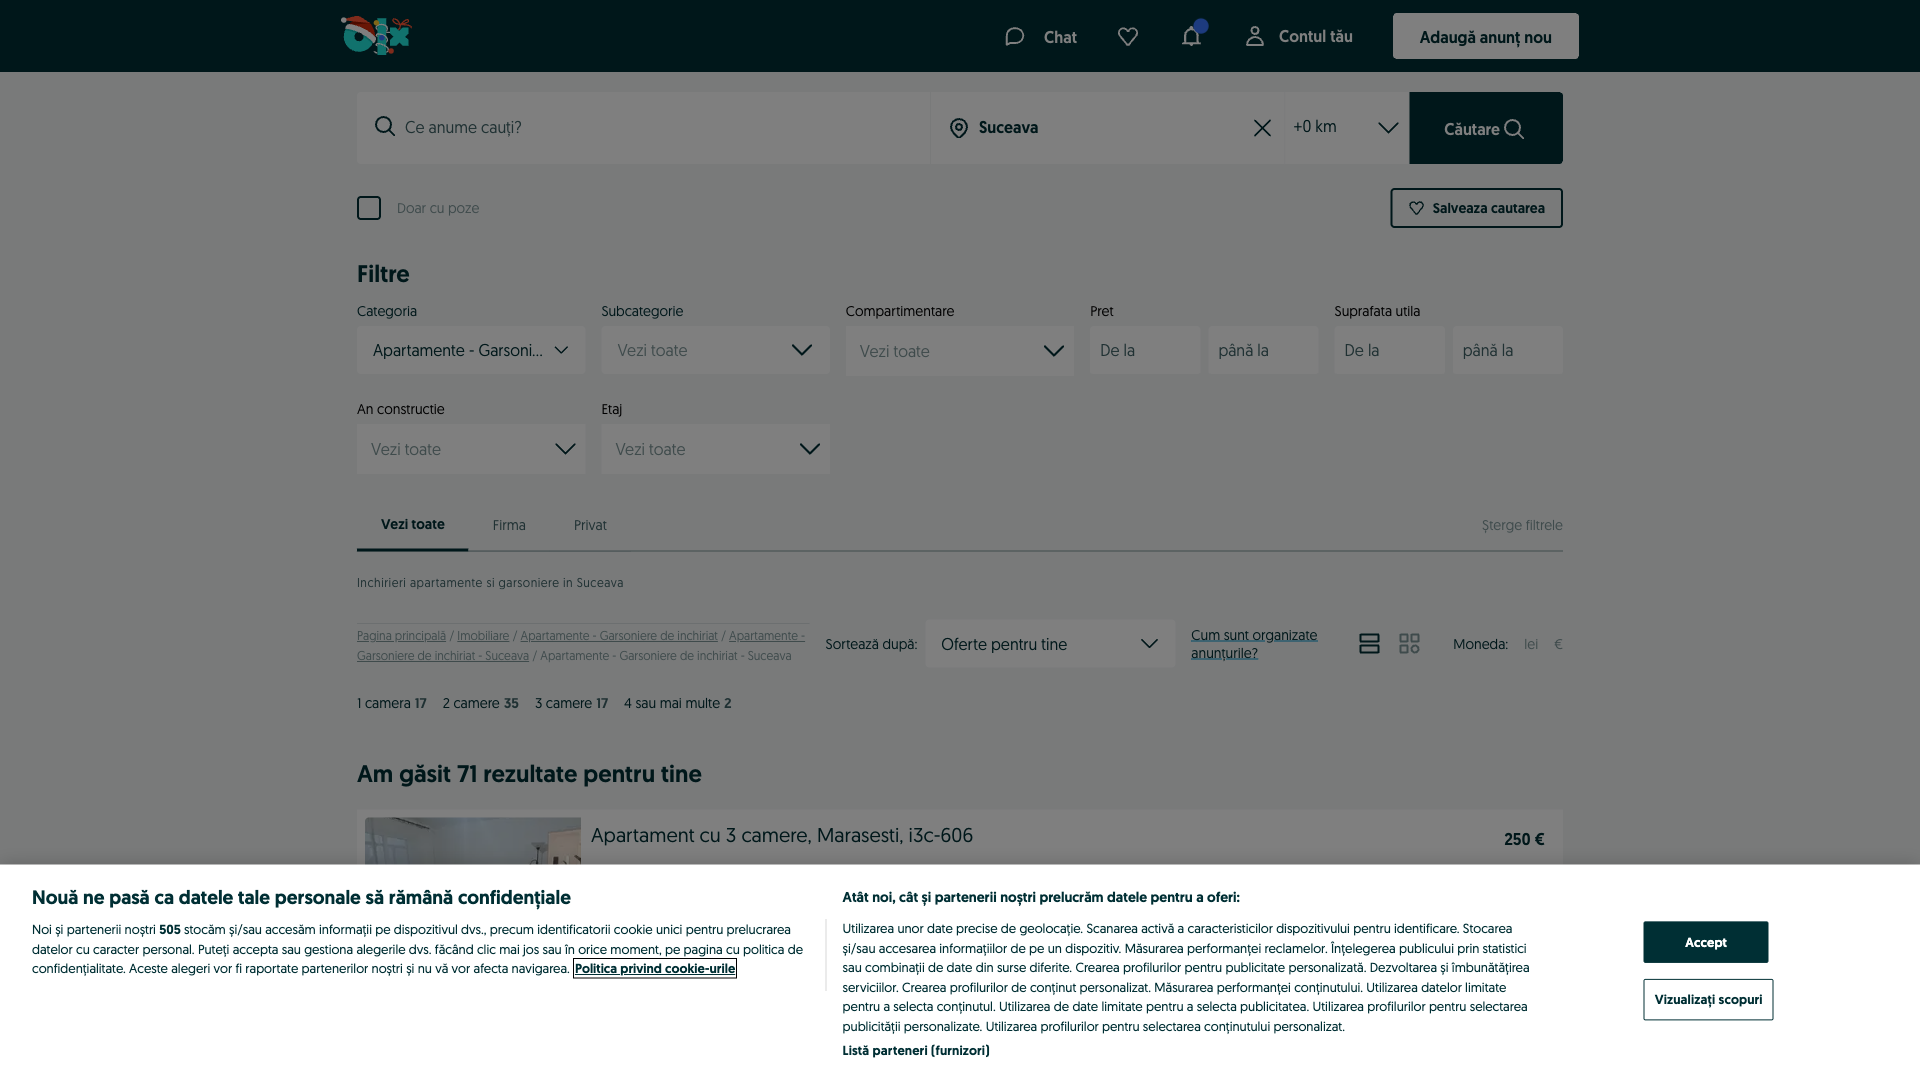 olx
Chat
Contul tău
Adaugă anunț nou
Ce anume cauți?
Suceava
+0 km
Căutare
Doar cu poze
Salveaza cautarea
Filtre
Categoria
Subcategorie
Compartimentare
Pret
Suprafata utila
Apartamente - Garsoni...
Vezi toate
Vezi toate
De la
până la
De la
până la
An constructie
Etaj
Vezi toate
Vezi toate
Vezi toate
Firma
Privat
Șterge filtrele
Inchirieri apartamente si garsoniere in Suceava
Pagina principală / Imobiliare / Apartamente - Garsoniere de inchiriat / Apartamente -
Garsoniere de inchiriat - Suceava / Apartamente - Garsoniere de inchiriat - Suceava
Sortează după:
Oferte pentru tine
Cum sunt organizate
anunțurile?
Moneda:
lei
€
1 camera 17
2 camere 35
3 camere 17
4 sau mai multe 2
Am găsit 71 rezultate pentru tine
Apartament cu 3 camere, Marasesti, i3c-606
250 €
Nouă ne pasă ca datele tale personale să rămână confidențiale
Noi și partenerii noștri 505 stocăm și/sau accesăm informații pe dispozitivul dvs., precum identificatorii cookie unici pentru prelucrarea
datelor cu caracter personal. Puteți accepta sau gestiona alegerile dvs. făcând clic mai jos sau în orice moment, pe pagina cu politica de
confidențialitate. Aceste alegeri vor fi raportate partenerilor noștri și nu vă vor afecta navigarea. Politica privind cookie-urile
Atât noi, cât și partenerii noștri prelucrăm datele pentru a oferi:
Utilizarea unor date precise de geolocație. Scanarea activă a caracteristicilor dispozitivului pentru identificare. Stocarea
și/sau accesarea informațiilor de pe un dispozitiv. Măsurarea performanței reclamelor. Înțelegerea publicului prin statistici
sau combinații de date din surse diferite. Crearea profilurilor pentru publicitate personalizată. Dezvoltarea și îmbunătățirea
serviciilor. Crearea profilurilor de conținut personalizat. Măsurarea performanței conținutului. Utilizarea datelor limitate
pentru a selecta conținutul. Utilizarea de date limitate pentru a selecta publicitatea. Utilizarea profilurilor pentru selectarea
publicității personalizate. Utilizarea profilurilor pentru selectarea conținutului personalizat.
Listă parteneri (furnizori)
Accept
Vizualizați scopuri